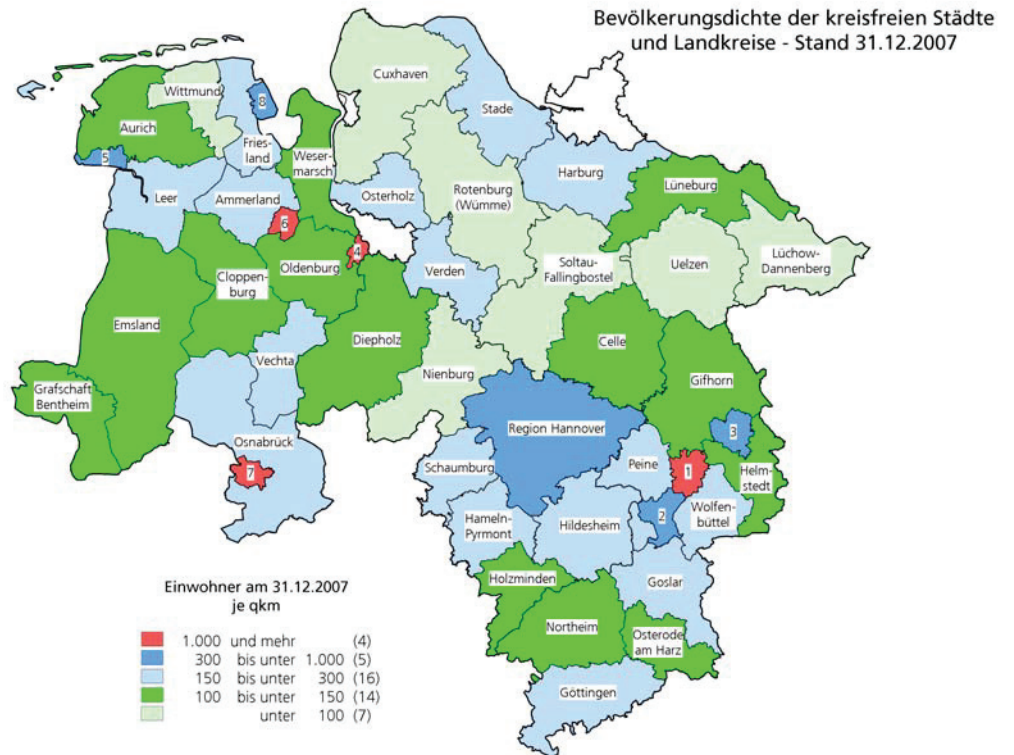 Bevölkerungsdichte der kreisfreien Städte
und Landkreise - Stand 31.12.2007
Cuxhaven
Wittmund
8
Stade
Aurich
Fries-
land
Weser-
marsch
5
Harburg
Lüneburg
Leer
Ammerland
Osterholz
Rotenburg
(Wümme)
6
4
Oldenburg
Verden
Soltau-
Fallingbostel
Uelzen
Lüchow-
Dannenberg
Cloppen-
burg
Emsland
Diepholz
Celle
Vechta
Nienburg
Gifhorn
Grafschaft
Bentheim
Region Hannover
3
Osnabrück
7
Schaumburg
Peine
1
Helm-
stedt
Hameln-
Pyrmont
Hildesheim
2
Wolfen-
büttel
Holzminden
Goslar
Northeim
Osterode
am Harz
Göttingen
Einwohner am 31.12.2007
je qkm
1.000 und mehr (4)
300 bis unter 1.000 (5)
150 bis unter 300 (16)
100 bis unter 150 (14)
unter 100 (7)